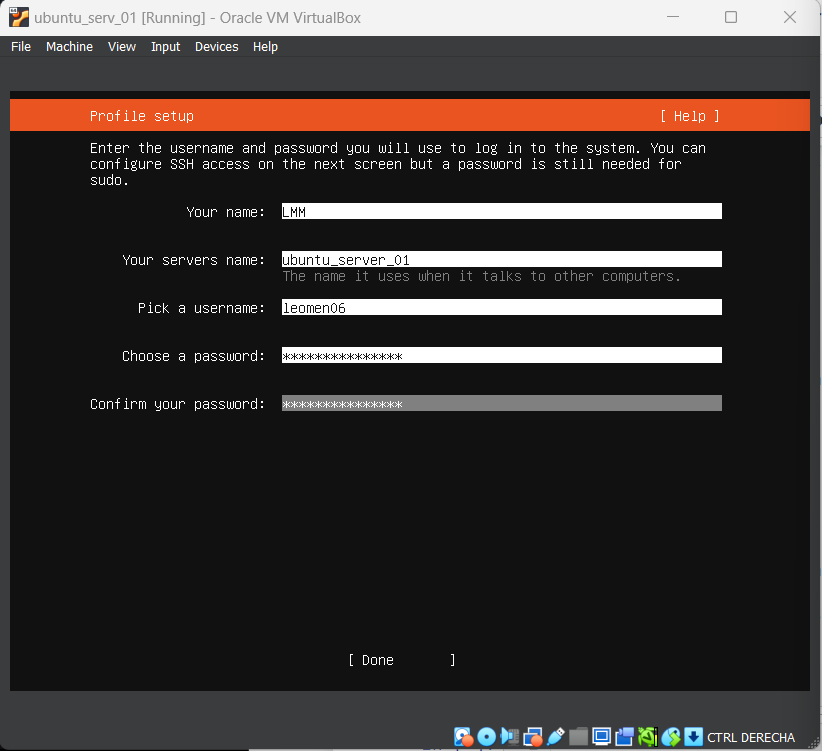 ubuntu_serv_01 [Running] - Oracle VM VirtualBox
File Machine View Input Devices Help
Profile setup [ Help ]
Enter the username and password you will use to log in to the system. You can
configure SSH access on the next screen but a password is still needed for
sudo.
Your name: LMM
Your servers name: ubuntu_server_01
The name it uses when it talks to other computers.
Pick a username: leomen06
Choose a password: ***************
Confirm your password: ***************
[ Done ]
CTRL DERECHA